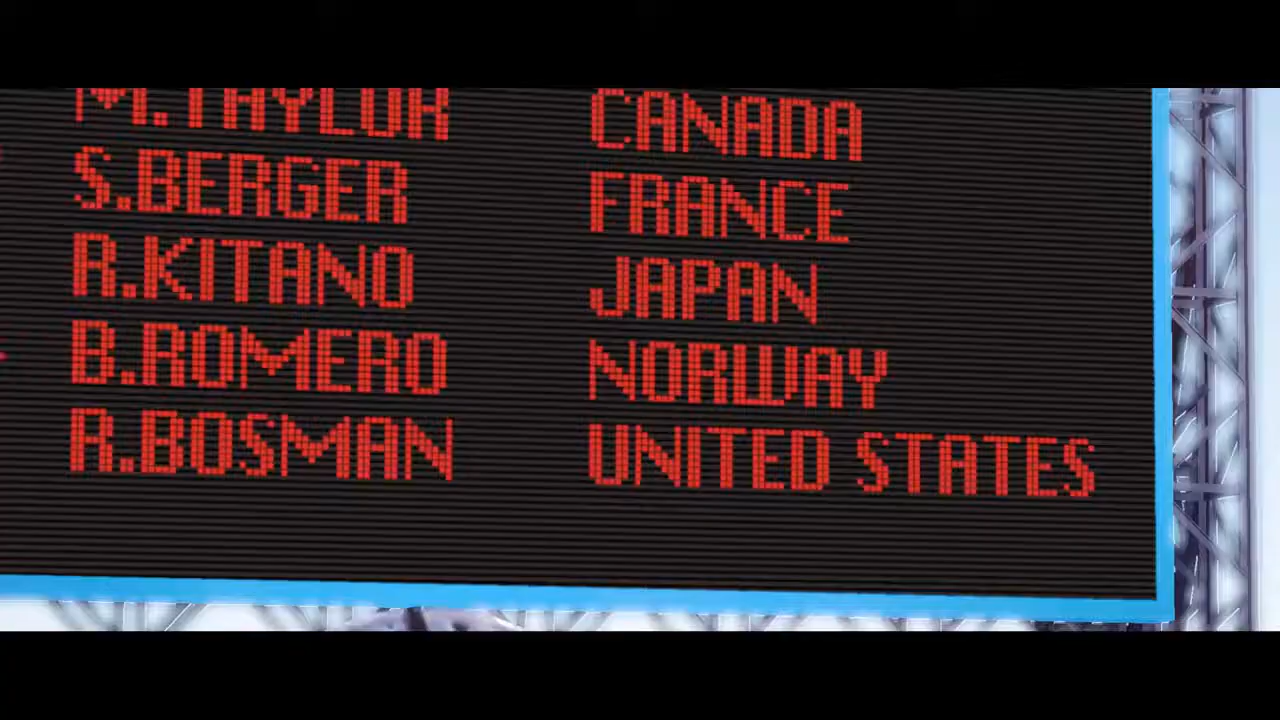 M.TAYLOR CANADA
S.BERGER FRANCE
R.KITANO JAPAN
B.ROMERO NORWAY
R.BOSMAN UNITED STATES